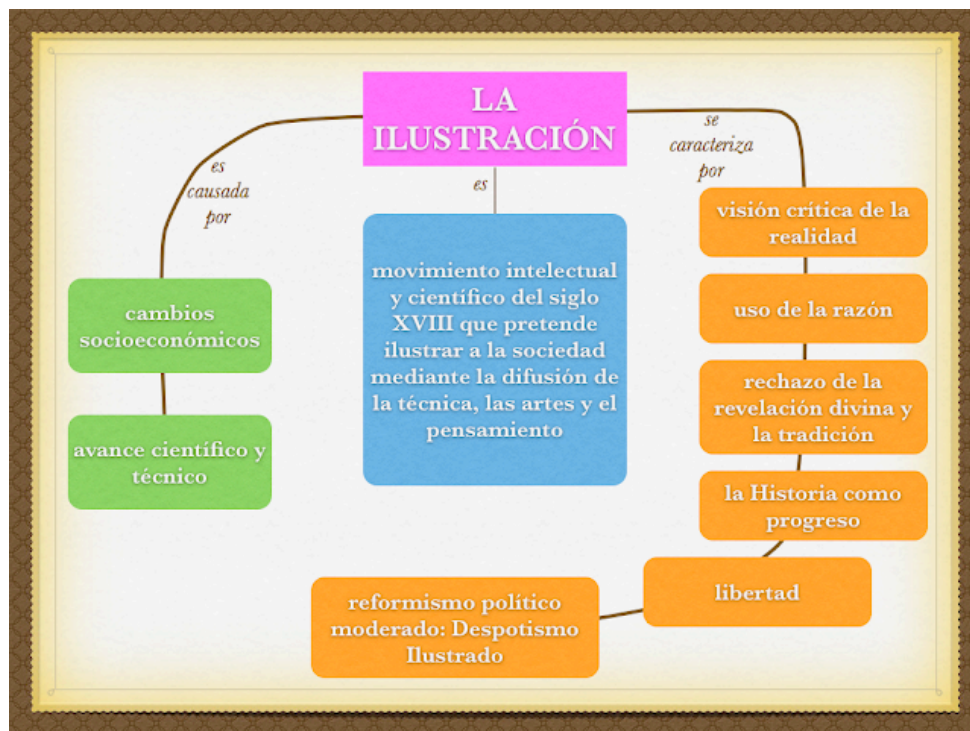 LA
ILUSTRACIÓN
es
causada
por
cambios
socioeconómicos
avance científico y
técnico
es
movimiento intelectual
y científico del siglo
XVIII que pretende
ilustrar a la sociedad
mediante la difusión de
la técnica, las artes y el
pensamiento
se
caracteriza
por
visión crítica de la
realidad
uso de la razón
rechazo de la
revelación divina y
la tradición
la Historia como
progreso
libertad
reformismo político
moderado: Despotismo
Ilustrado